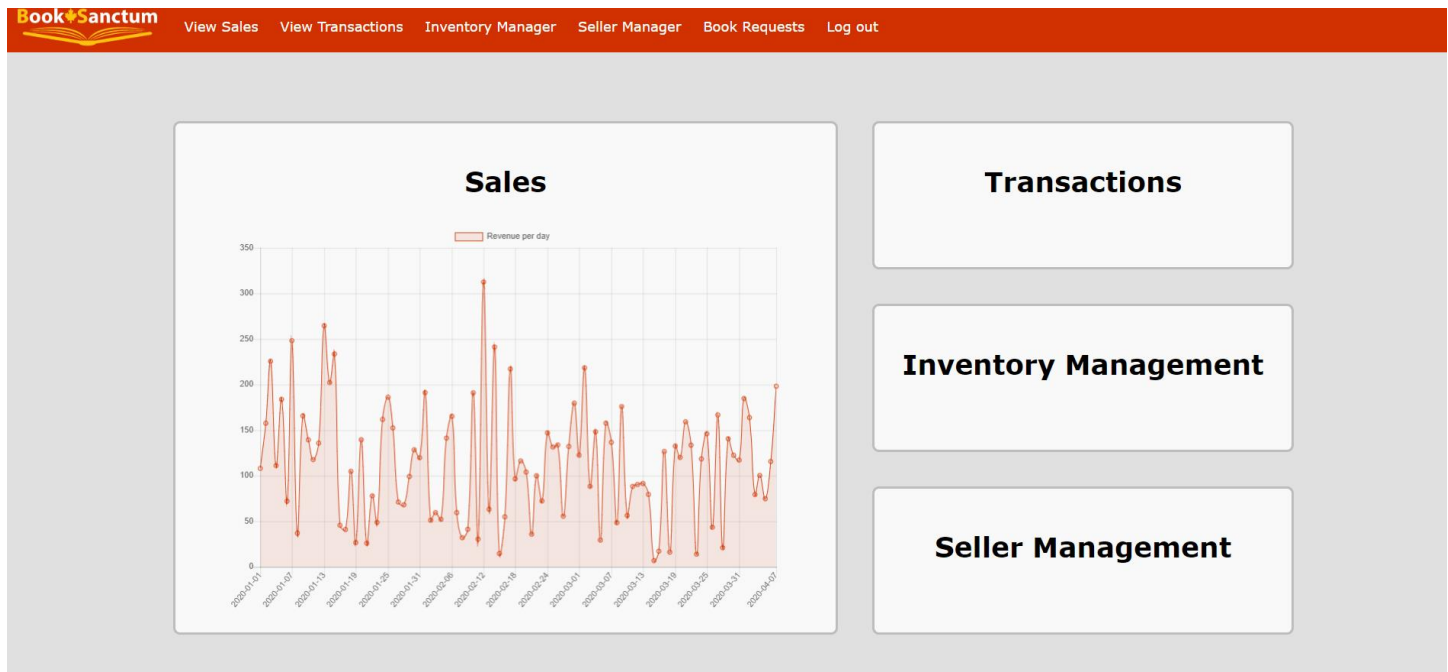 Book Sanctum
View Sales View Transactions Inventory Manager Seller Manager Book Requests Log out
Sales
Revenue per day
350
300
250
200
150
100
50
0
2020-01-01 2020-01-07 2020-01-13 2020-01-19 2020-01-25 2020-01-31 2020-02-06 2020-02-12 2020-02-18 2020-02-24 2020-03-01 2020-03-07 2020-03-13 2020-03-19 2020-03-25 2020-03-31 2020-04-07
Transactions
Inventory Management
Seller Management